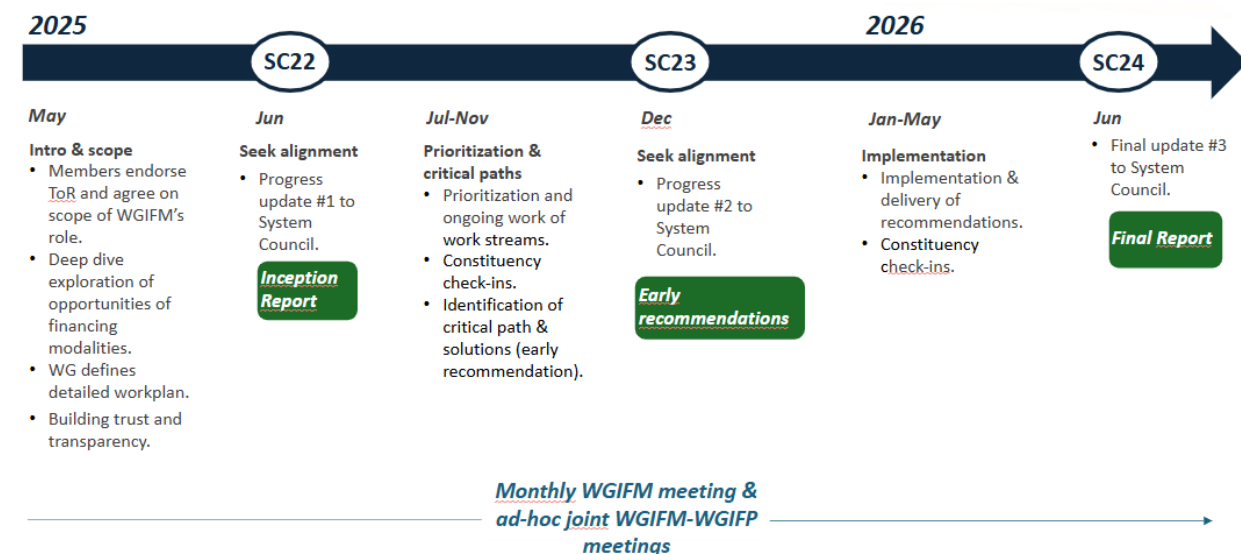 2025
2026
SC22
SC23
SC24
May
Intro & scope
• Members endorse
ToR and agree on
scope of WGIFM's
role.
• Deep dive
exploration of
opportunities of
financing
modalities.
• WG defines
detailed workplan.
• Building trust and
transparency.
Jun
Seek alignment
• Progress
update #1 to
System
Council.
Inception
Report
Jul-Nov
Prioritization &
critical paths
• Prioritization and
ongoing work of
work streams.
• Constituency
check-ins.
• Identification of
critical path &
solutions (early
recommendation).
Dec
Seek alignment
• Progress
update #2 to
System
Council.
Early
recommendations
Jan-May
Implementation
• Implementation &
delivery of
recommendations.
• Constituency
check-ins.
Jun
• Final update #3
to System
Council.
Final Report
Monthly WGIFM meeting &
ad-hoc joint WGIFM-WGIFP
meetings